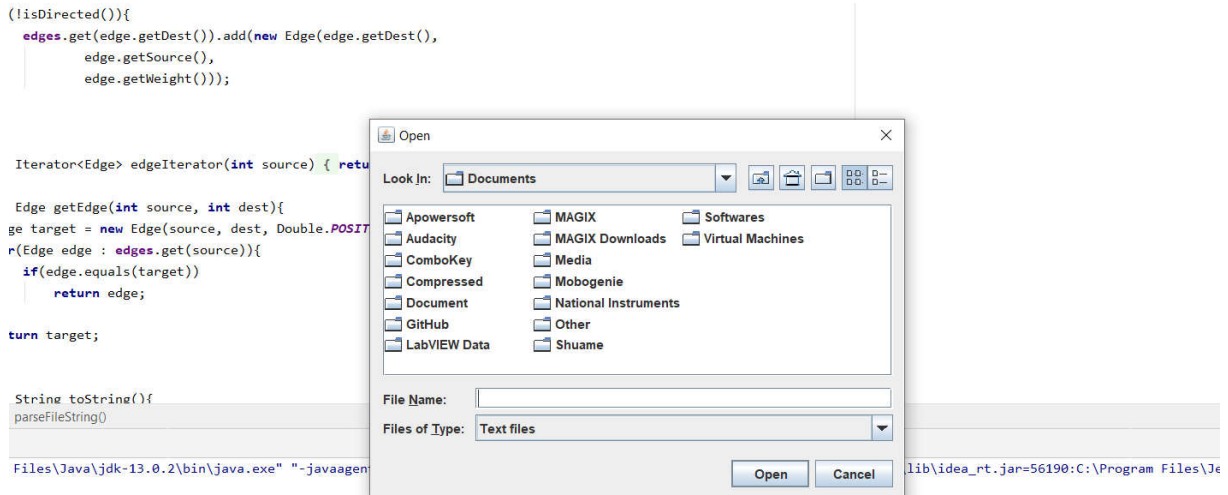 (!isDirected()){
edges.get(edge.getDest()).add(new Edge(edge.getDest(),
edge.getSource(),
edge.getWeight()));
Iterator<Edge> edgeIterator(int source) { retu
Edge getEdge(int source, int dest){
ge target = new Edge(source, dest, Double.POSIT
r(Edge edge : edges.get(source)){
if(edge.equals(target))
return edge;
turn target;
String toString(){
parseFileString()
Files\Java\jdk-13.0.2\bin\java.exe" "-javaagent
Open
Look In: Documents
Apowersoft MAGIX Softwares
Audacity MAGIX Downloads Virtual Machines
ComboKey Media
Compressed Mobogenie
Document National Instruments
GitHub Other
LabVIEW Data Shuame
File Name:
Files of Type: Text files
Open Cancel
lib\idea_rt.jar=56190:C:\Program Files\Je